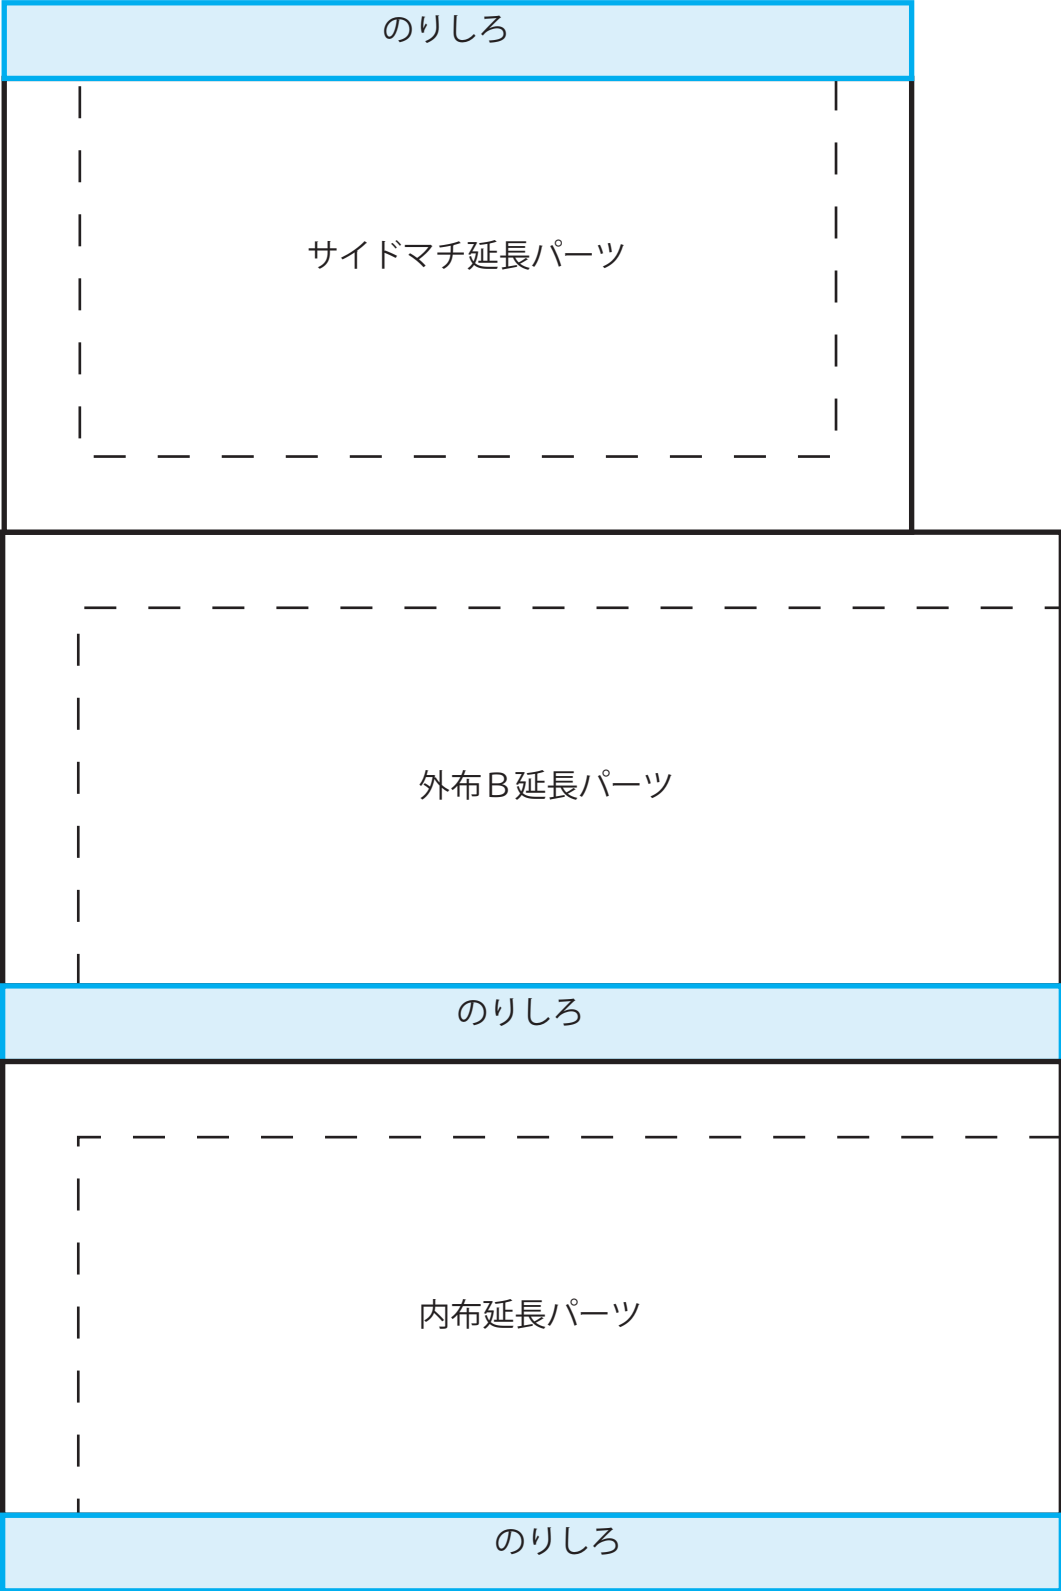 のりしろ
サイドマチ延長パーツ
外布Ｂ延長パーツ
のりしろ
内布延長パーツ
のりしろ